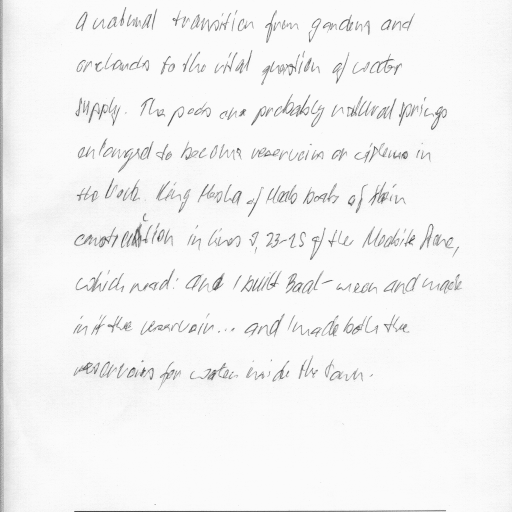 a natural transition from gardens and
orchards to the vital question of water
supply. The pools are probably natural springs
enlarged to become reservoirs or cisterns in
the rock. King Mesha of Moab boasts of their
construction in lines 9, 23-25 of the Moabite Stone,
which read: and I built Baal-meon and made
in it the reservoir... and I made both the
reservoirs for water inside the town.